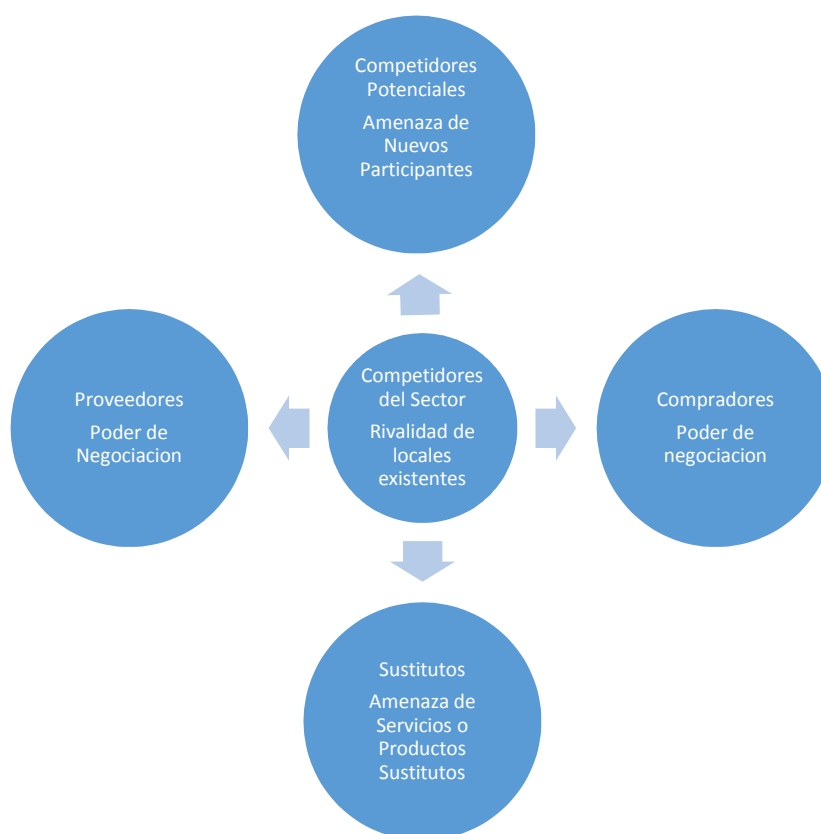 Competidores
Potenciales
Amenaza de
Nuevos
Participantes
Proveedores
Poder de
Negociacion
Competidores
del Sector
Rivalidad de
locales
existentes
Compradores
Poder de
negociacion
Sustitutos
Amenaza de
Servicios o
Productos
Sustitutos